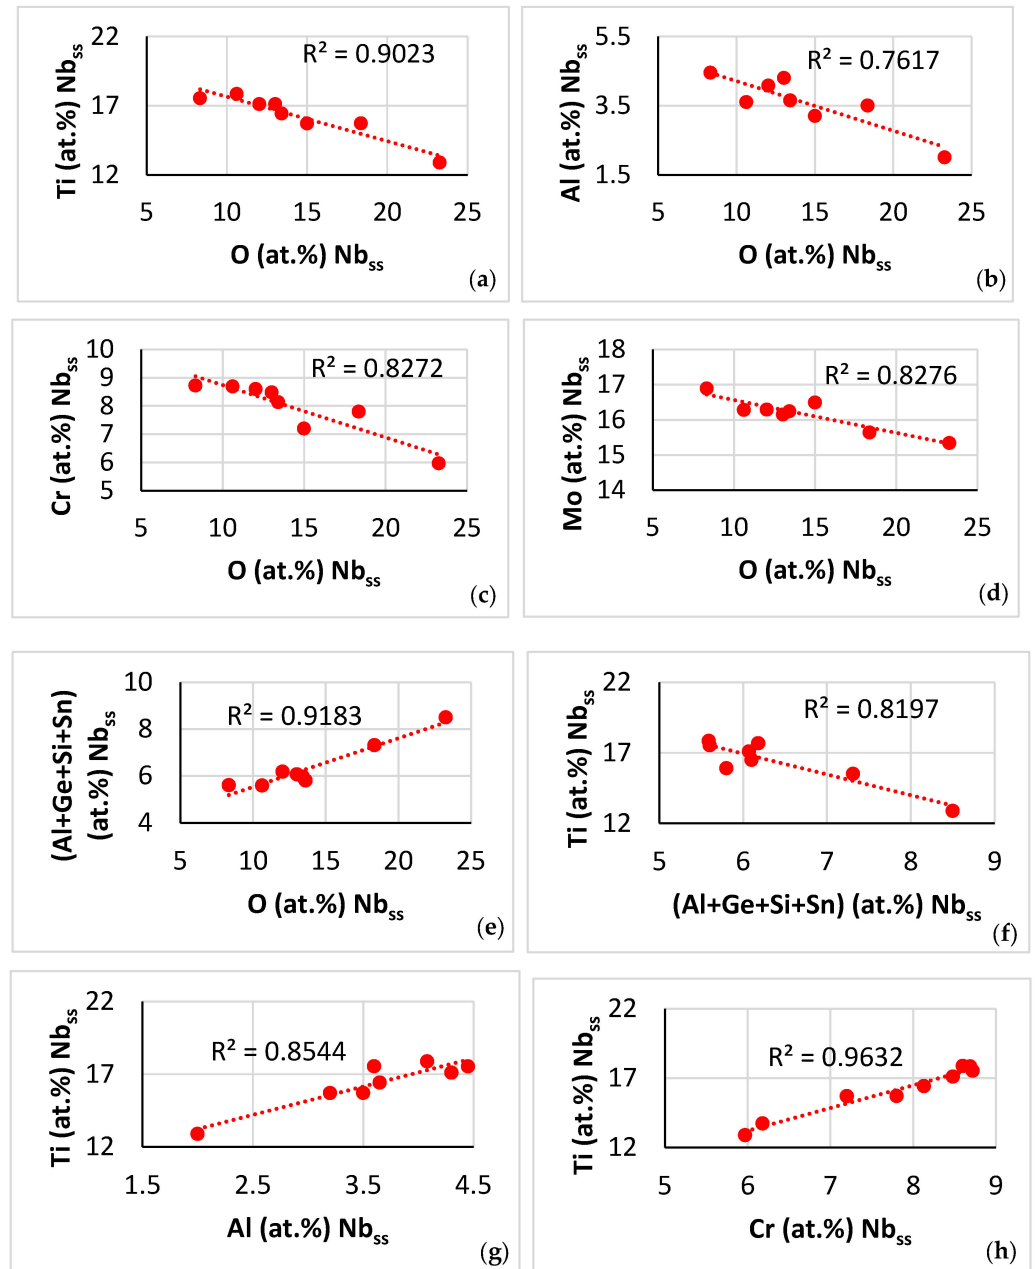 22
17
12
Ti (at.%) Nbss
R² = 0.9023
5 10 15 20 25
O (at.%) Nbss
(a)
5.5
3.5
1.5
Al (at.%) Nbss
R² = 0.7617
5 10 15 20 25
O (at.%) Nbss
(b)
10
9
8
7
6
5
Cr (at.%) Nbss
R² = 0.8272
5 10 15 20 25
O (at.%) Nbss
(c)
18
17
16
15
14
Mo (at.%) Nbss
R² = 0.8276
5 10 15 20 25
O (at.%) Nbss
(d)
10
8
6
4
(Al+Ge+Si+Sn)
(at.%) Nbss
R² = 0.9183
5 10 15 20 25
O (at.%) Nbss
(e)
22
17
12
Ti (at.%) Nbss
R² = 0.8197
5 6 7 8 9
(Al+Ge+Si+Sn) (at.%) Nbss
(f)
22
17
12
Ti (at.%) Nbss
R² = 0.8544
1.5 2.5 3.5 4.5
Al (at.%) Nbss
(g)
22
17
12
Ti (at.%) Nbss
R² = 0.9632
5 6 7 8 9
Cr (at.%) Nbss
(h)